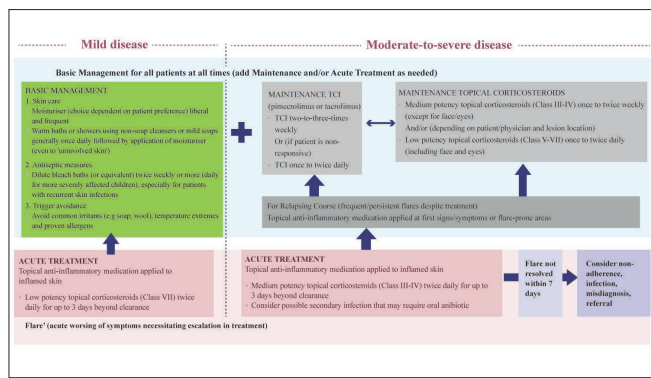 Mild disease
Moderate-to-severe disease
Basic Management for all patients at all times (add Maintenance and/or Acute Treatment as needed)
BASIC MANAGEMENT
1. Skin care
Moisturiser (choice dependent on patient preference) liberal
and frequent
Warm baths or showers using non-soap cleansers or mild soaps
generally once daily followed by application of moisturiser
(even to 'uninvolved skin')
2. Antiseptic measures
Dilute bleach baths (or equivalent) twice weekly or more (daily
for more severely affected children), especially for patients
with recurrent skin infections
3. Trigger avoidance
Avoid common irritants (e.g soap, wool), temperature extremes
and proven allergens
MAINTENANCE TCI
(pimecrolimus or tacrolimus)
· TCI two-to-three-times
weekly
Or (if patient is non-
responsive)
· TCI once to twice daily
MAINTENANCE TOPICAL CORTICOSTEROIDS
· Medium potency topical corticosteroids (Class III-IV) once to twice weekly
(except for face/eyes)
And/or (depending on patient/physician and lesion location)
· Low potency topical corticosteroids (Class V-VII) once to twice daily
(including face and eyes)
For Relapsing Course (frequent/persistent flares despite treatment)
Topical anti-inflammatory medication applied at first signs/symptoms or flare-prone areas
ACUTE TREATMENT
Topical anti-inflammatory medication applied to
inflamed skin
· Low potency topical corticosteroids (Class VII) twice
daily for up to 3 days beyond clearance
ACUTE TREATMENT
Topical anti-inflammatory medication applied to inflamed skin
· Medium potency topical corticosteroids (Class III-IV) twice daily for up to
3 days beyond clearance
· Consider possible secondary infection that may require oral antibiotic
Flare not
resolved
within 7
days
Consider non-
adherence,
infection,
misdiagnosis,
referral
Flare' (acute worsing of symptoms necessitating escalation in treatment)